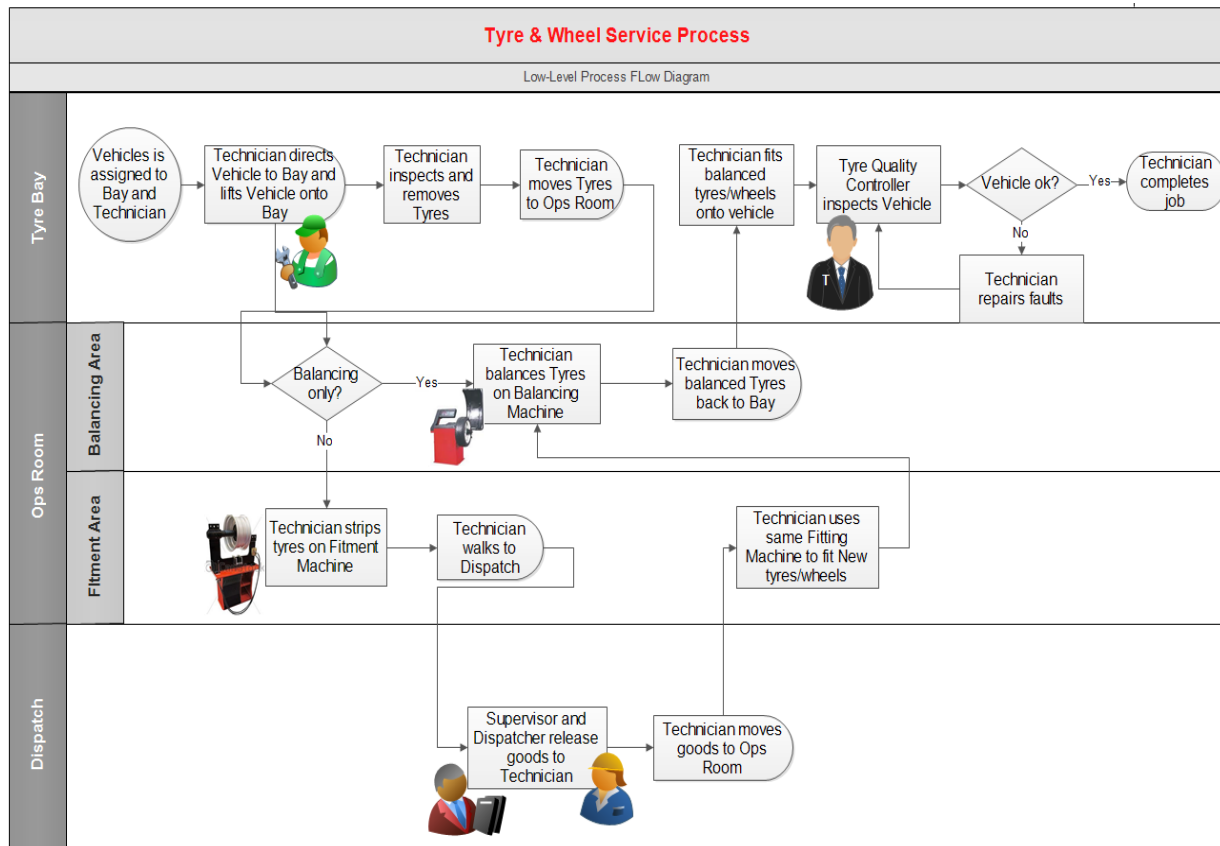 Tyre & Wheel Service Process
Low-Level Process FLow Diagram
Tyre Bay
Vehicles is
assigned to
Bay and
Technician
Technician directs
Vehicle to Bay and
lifts Vehicle onto
Bay
Technician
inspects and
removes
Tyres
Technician
moves Tyres
to Ops Room
Technician fits
balanced
tyres/wheels
onto vehicle
Tyre Quality
Controller
inspects Vehicle
T
Vehicle ok?
Yes
Technician
completes
job
No
Technician
repairs faults
Ops Room
Balancing Area
Balancing
only?
Yes
Technician
balances Tyres
on Balancing
Machine
Technician moves
balanced Tyres
back to Bay
No
FItment Area
Technician strips
tyres on Fitment
Machine
Technician
walks to
Dispatch
Technician uses
same Fitting
Machine to fit New
tyres/wheels
Dispatch
Supervisor and
Dispatcher release
goods to
Technician
Technician moves
goods to Ops
Room